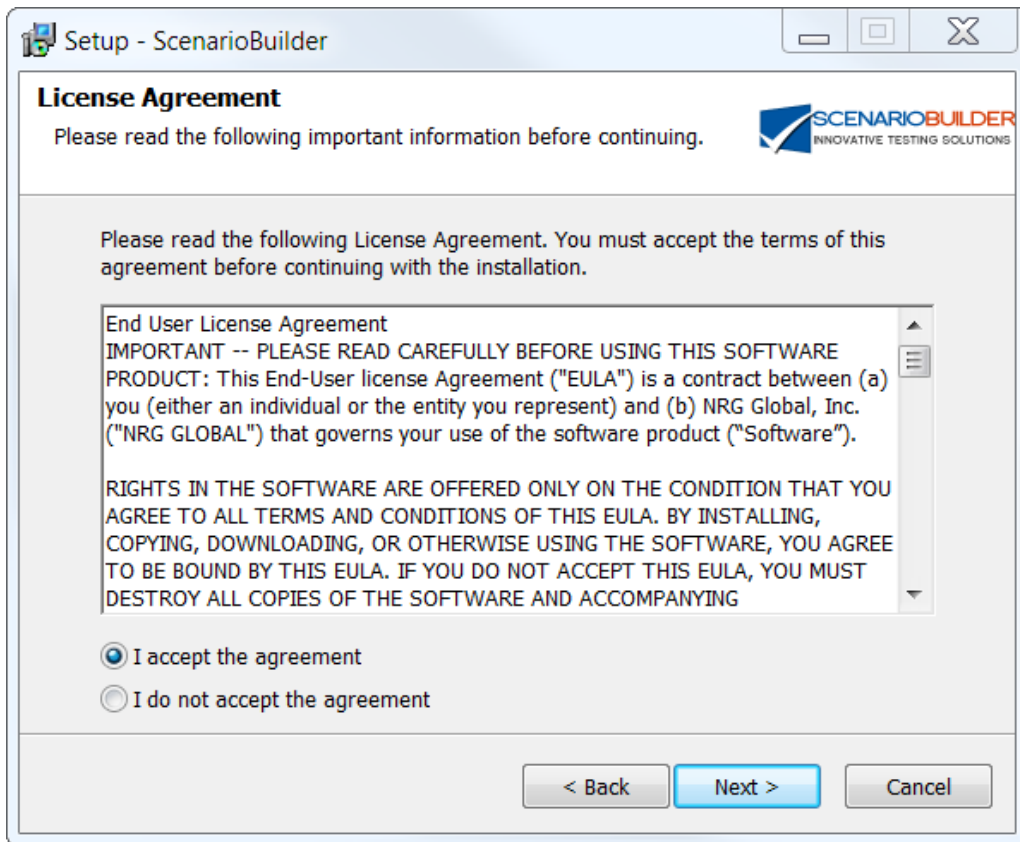 Setup - ScenarioBuilder
License Agreement
Please read the following important information before continuing.
SCENARIOBUILDER
INNOVATIVE TESTING SOLUTIONS
Please read the following License Agreement. You must accept the terms of this
agreement before continuing with the installation.
End User License Agreement
IMPORTANT -- PLEASE READ CAREFULLY BEFORE USING THIS SOFTWARE
PRODUCT: This End-User license Agreement ("EULA") is a contract between (a)
you (either an individual or the entity you represent) and (b) NRG Global, Inc.
("NRG GLOBAL") that governs your use of the software product (“Software”).
RIGHTS IN THE SOFTWARE ARE OFFERED ONLY ON THE CONDITION THAT YOU
AGREE TO ALL TERMS AND CONDITIONS OF THIS EULA. BY INSTALLING,
COPYING, DOWNLOADING, OR OTHERWISE USING THE SOFTWARE, YOU AGREE
TO BE BOUND BY THIS EULA. IF YOU DO NOT ACCEPT THIS EULA, YOU MUST
DESTROY ALL COPIES OF THE SOFTWARE AND ACCOMPANYING
I accept the agreement
I do not accept the agreement
< Back
Next >
Cancel